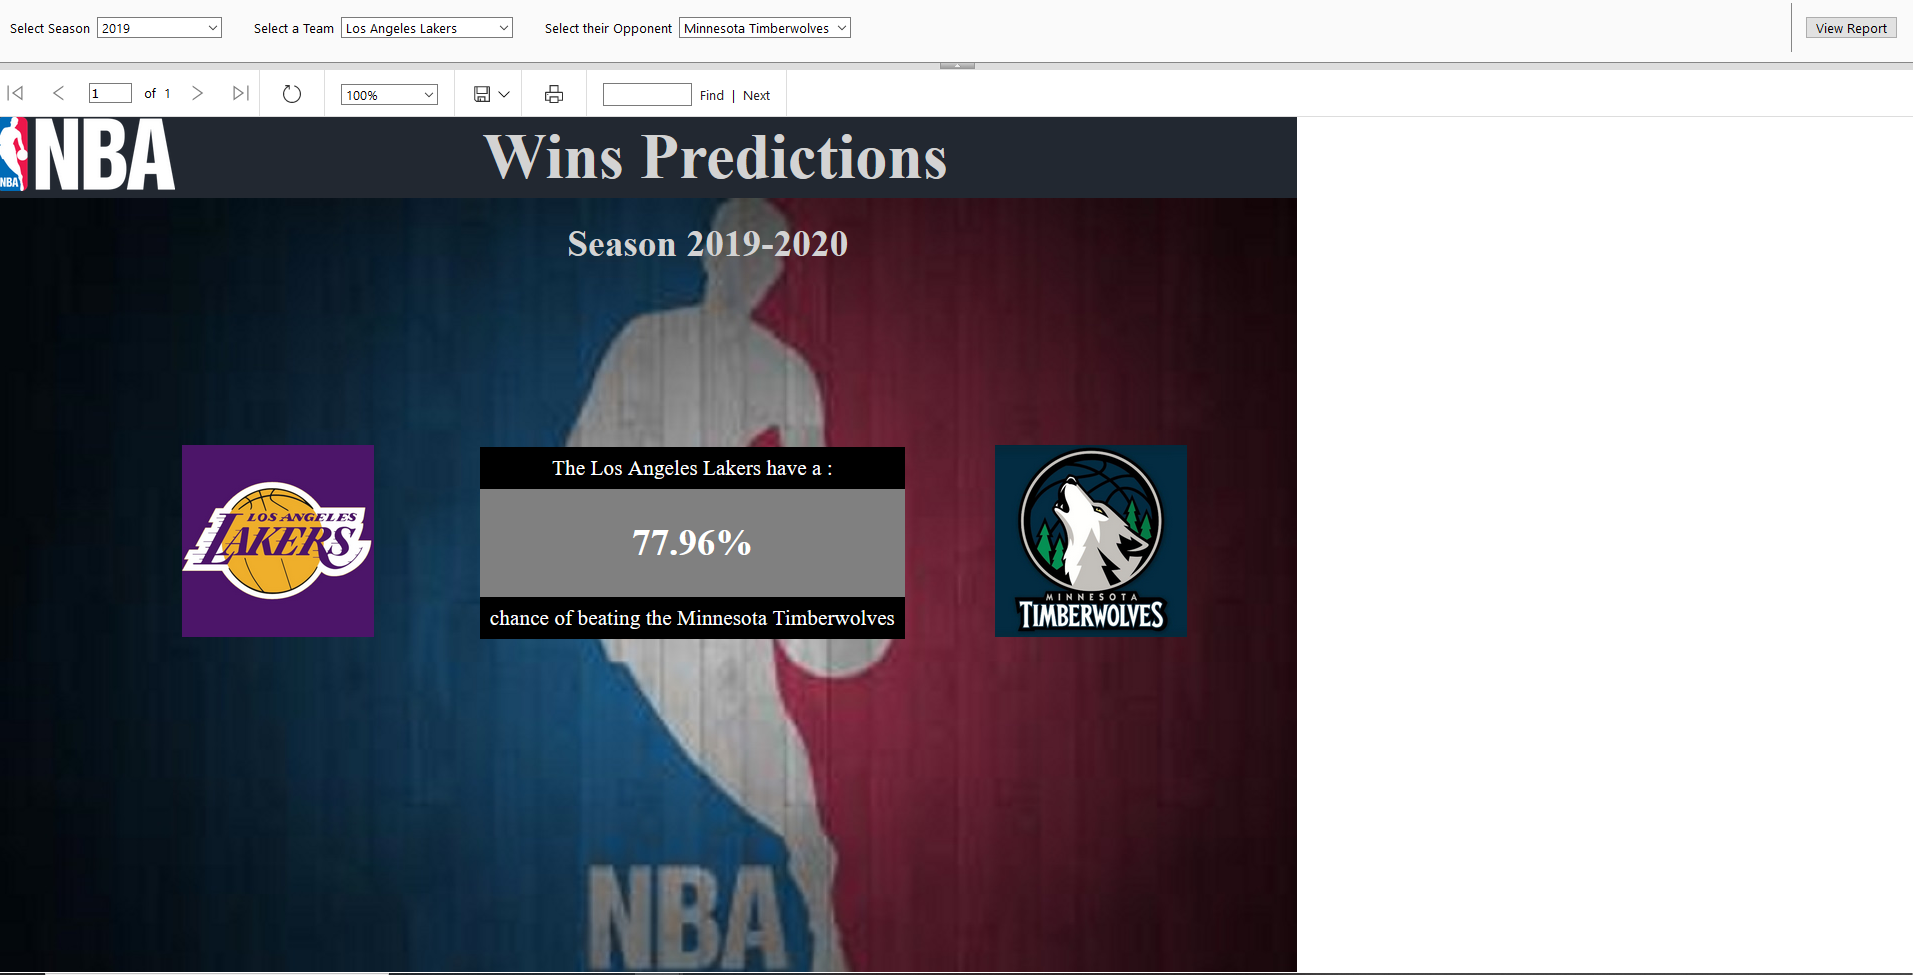 Select Season 2019 Select a Team Los Angeles Lakers Select their Opponent Minnesota Timberwolves View Report
1 of 1 100% Find | Next
NBA NBA Wins Predictions
Season 2019-2020
The Los Angeles Lakers have a :
LOS ANGELES
LAKERS
77.96%
MINNESOTA
TIMBERWOLVES
chance of beating the Minnesota Timberwolves
NBA